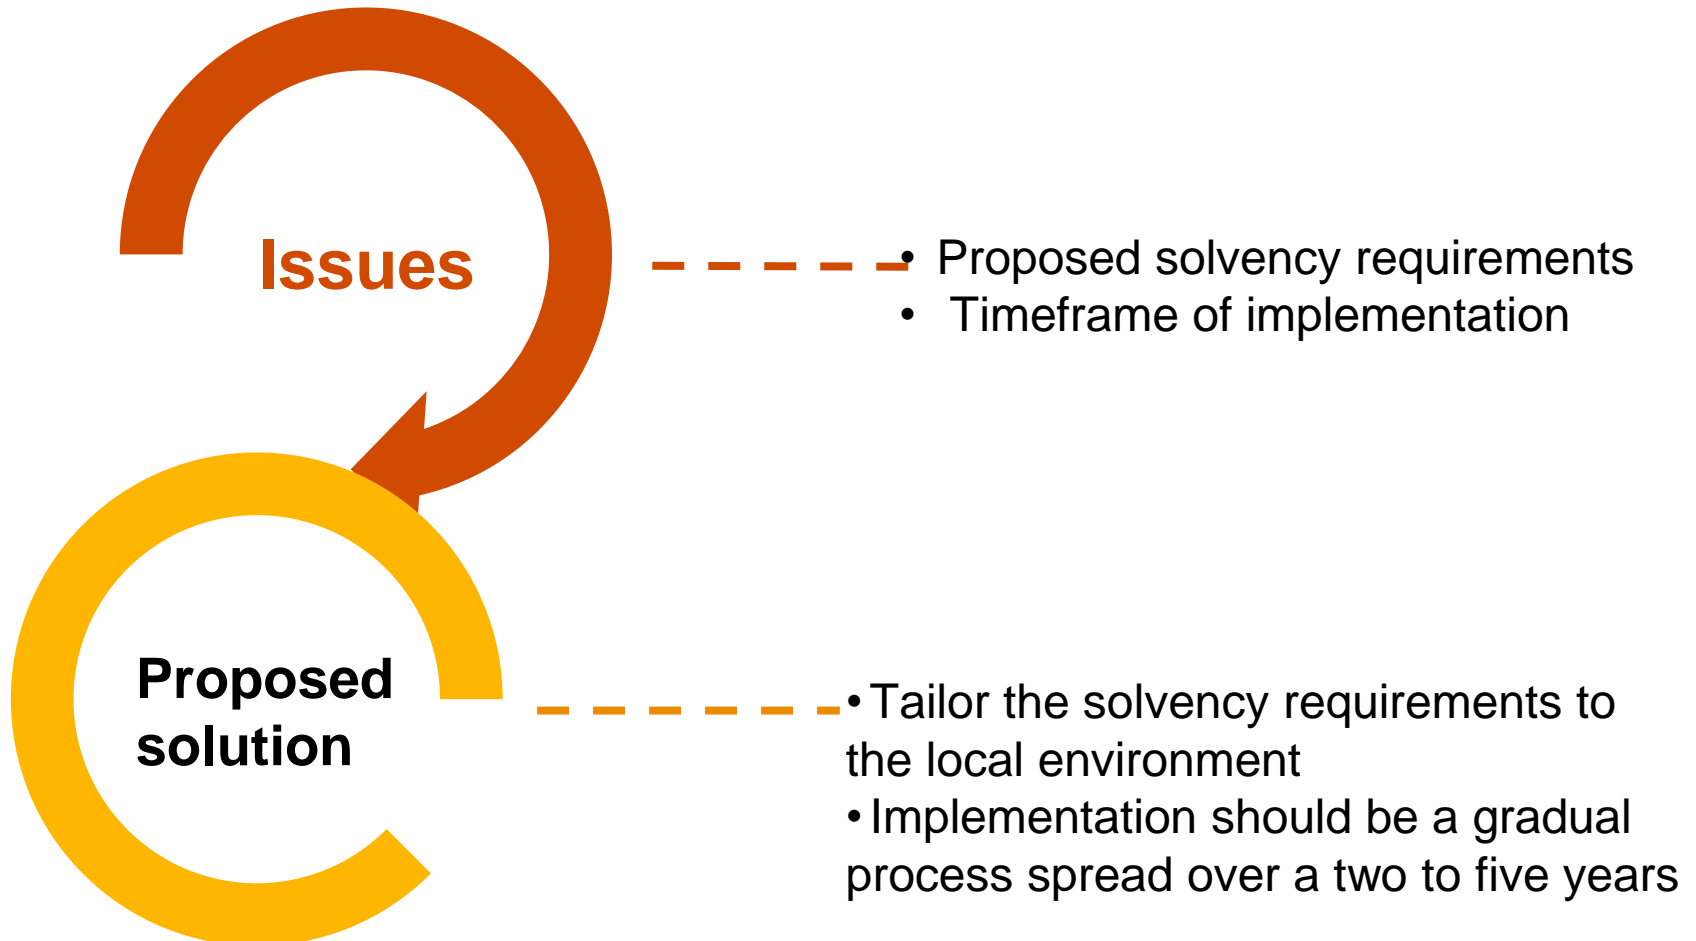 Issues
• Proposed solvency requirements
• Timeframe of implementation
Proposed
solution
• Tailor the solvency requirements to
the local environment
• Implementation should be a gradual
process spread over a two to five years